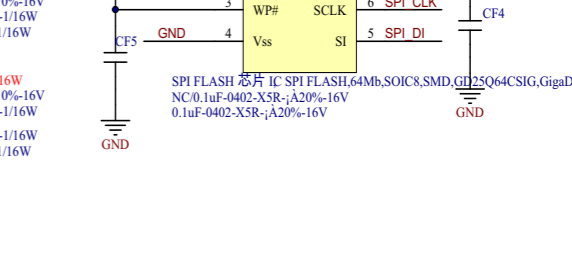 0%-16V
-1/16W
1/16W
3 WP# SCLK 6 SPI_CLK
CF4
CF5 GND 4 Vss SI 5 SPI_DI
16W
SPI FLASH 芯片 IC SPI FLASH,64Mb,SOIC8,SMD,GD25Q64CSIG,GigaD
0%-16V
NC/0.1uF-0402-X5R-¡À20%-16V
-1/16W
0.1uF-0402-X5R-¡À20%-16V
GND
-1/16W
GND
1/16W